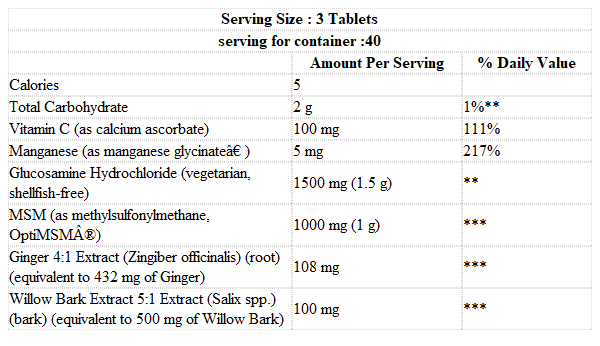 Serving Size : 3 Tablets
serving for container :40
Amount Per Serving % Daily Value
Calories 5
Total Carbohydrate 2 g 1%**
Vitamin C (as calcium ascorbate) 100 mg 111%
Manganese (as manganese glycinateâ€ ) 5 mg 217%
Glucosamine Hydrochloride (vegetarian,
shellfish-free) 1500 mg (1.5 g) **
MSM (as methylsulfonylmethane,
OptiMSMÂ®) 1000 mg (1 g) ***
Ginger 4:1 Extract (Zingiber officinalis) (root)
(equivalent to 432 mg of Ginger) 108 mg ***
Willow Bark Extract 5:1 Extract (Salix spp.)
(bark) (equivalent to 500 mg of Willow Bark) 100 mg ***